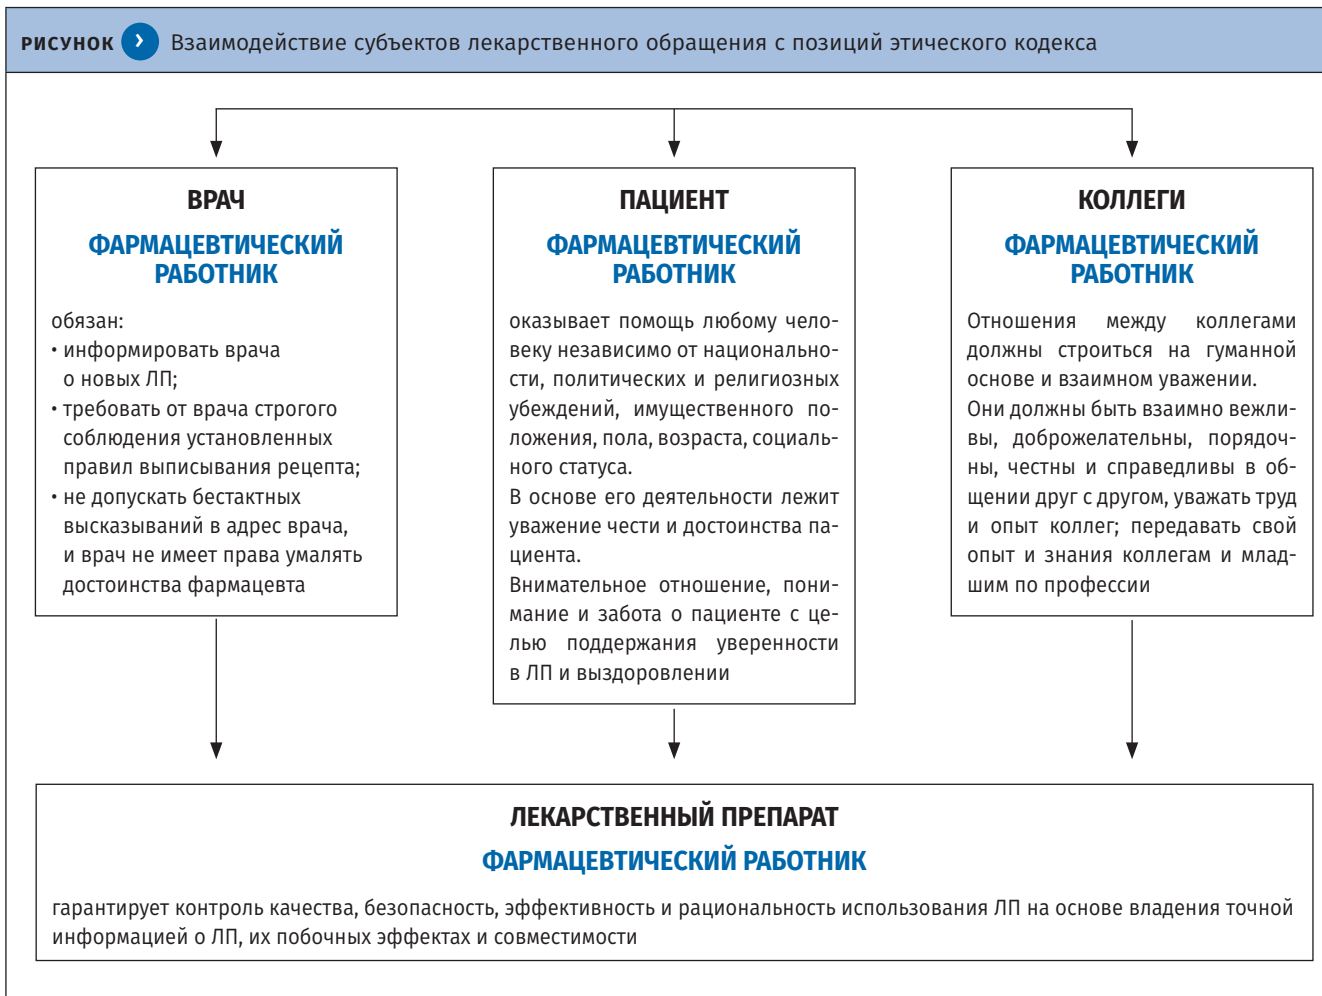 РИСУНОК › Взаимодействие субъектов лекарственного обращения с позиций этического кодекса
ВРАЧ
ФАРМАЦЕВТИЧЕСКИЙ
РАБОТНИК
обязан:
• информировать врача
о новых ЛП;
• требовать от врача строгого
соблюдения установленных
правил выписывания рецепта;
• не допускать бестактных
высказываний в адрес врача,
и врач не имеет права умалять
достоинства фармацевта
ПАЦИЕНТ
ФАРМАЦЕВТИЧЕСКИЙ
РАБОТНИК
оказывает помощь любому чело-
веку независимо от национально-
сти, политических и религиозных
убеждений, имущественного по-
ложения, пола, возраста, социаль-
ного статуса.
В основе его деятельности лежит
уважение чести и достоинства па-
циента.
Внимательное отношение, пони-
мание и забота о пациенте с це-
лью поддержания уверенности
в ЛП и выздоровлении
КОЛЛЕГИ
ФАРМАЦЕВТИЧЕСКИЙ
РАБОТНИК
Отношения между коллегами
должны строиться на гуманной
основе и взаимном уважении.
Они должны быть взаимно вежли-
вы, доброжелательны, порядоч-
ны, честны и справедливы в об-
щении друг с другом, уважать труд
и опыт коллег; передавать свой
опыт и знания коллегам и млад-
шим по профессии
ЛЕКАРСТВЕННЫЙ ПРЕПАРАТ
ФАРМАЦЕВТИЧЕСКИЙ РАБОТНИК
гарантирует контроль качества, безопасность, эффективность и рациональность использования ЛП на основе владения точной
информацией о ЛП, их побочных эффектах и совместимости